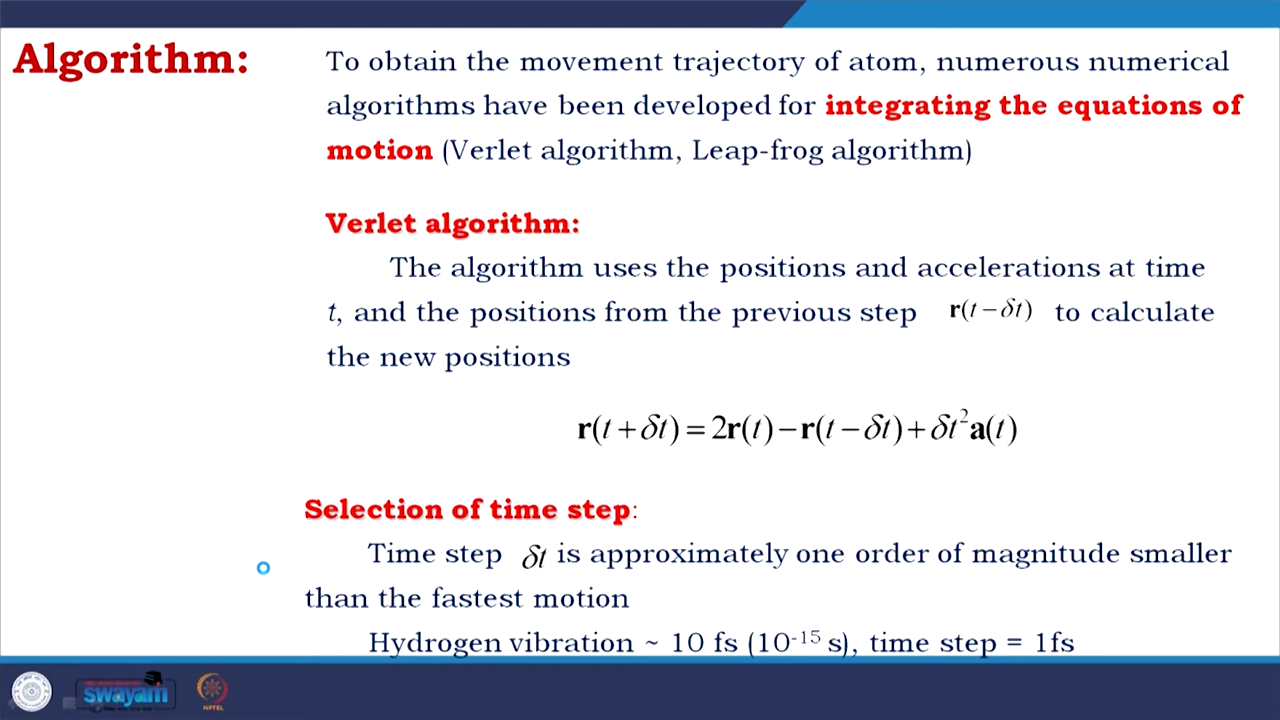 Algorithm:
To obtain the movement trajectory of atom, numerous numerical
algorithms have been developed for integrating the equations of
motion (Verlet algorithm, Leap-frog algorithm)
Verlet algorithm:
The algorithm uses the positions and accelerations at time
t, and the positions from the previous step r(t−δt) to calculate
the new positions
r(t+δt)=2r(t)−r(t−δt)+δt²a(t)
Selection of time step:
Time step δt is approximately one order of magnitude smaller
than the fastest motion
Hydrogen vibration ~ 10 fs (10⁻¹⁵ s), time step = 1fs
swayam
NPTEL